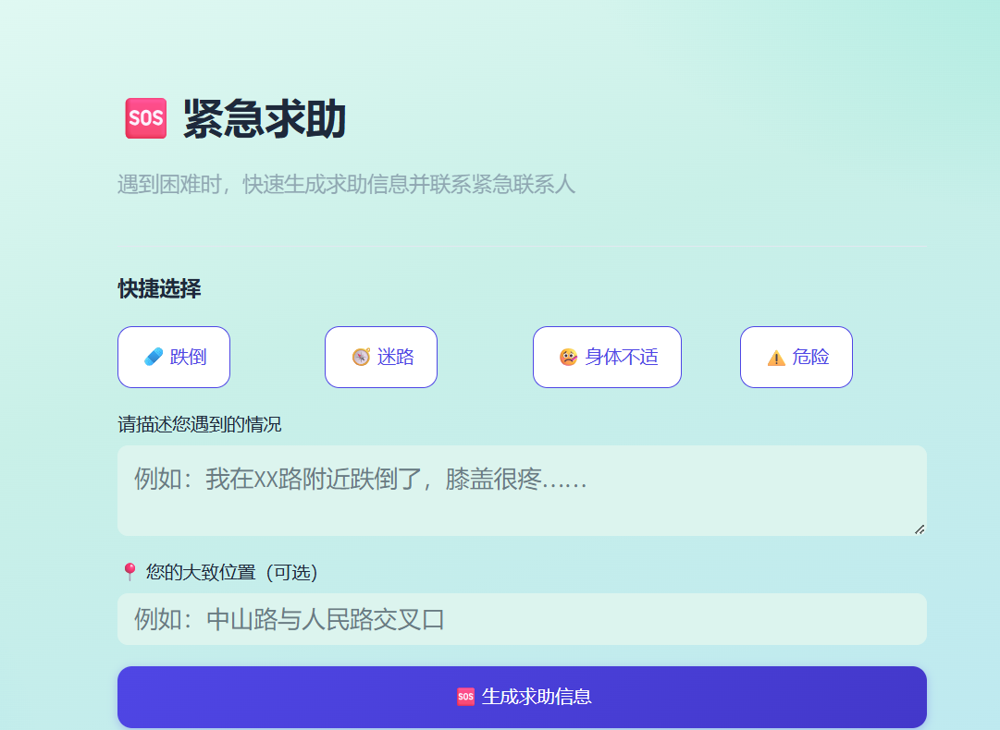 SOS 紧急求助
遇到困难时，快速生成求助信息并联系紧急联系人
快捷选择
跌倒 迷路 身体不适 危险
请描述您遇到的情况
例如：我在XX路附近跌倒了，膝盖很疼……
您的大致位置（可选）
例如：中山路与人民路交叉口
SOS 生成求助信息